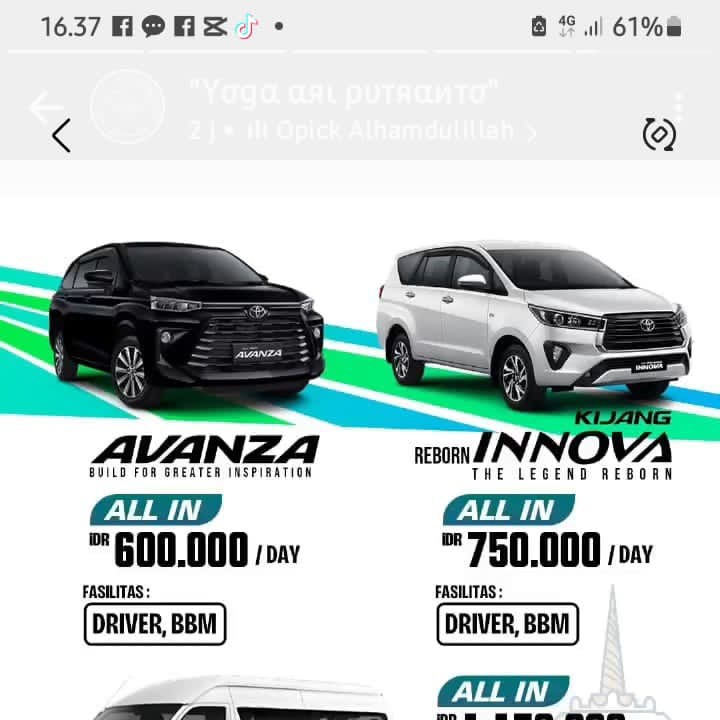 16.37
4G
61%
"Yoga ari putranto"
2 j • Opick Alhamdulillah >
AVANZA
INNOVA
AVANZA
BUILD FOR GREATER INSPIRATION
KIJANG
REBORN INNOVA
THE LEGEND REBORN
ALL IN
IDR 600.000 / DAY
ALL IN
IDR 750.000 / DAY
FASILITAS :
DRIVER, BBM
FASILITAS :
DRIVER, BBM
ALL IN
IDR